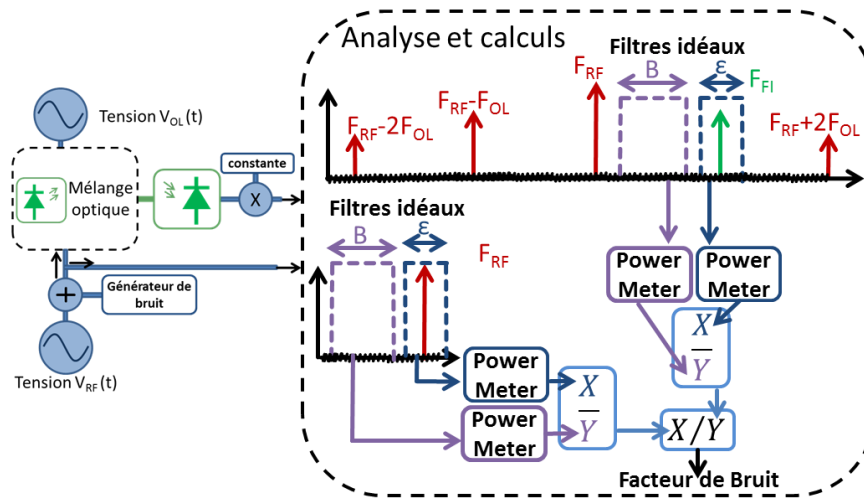 Analyse et calculs
Filtres idéaux
B
ε
F_RF
F_FI
F_RF-2F_OL
F_RF-F_OL
F_RF+2F_OL
Tension V_OL(t)
Mélange
optique
constante
X
Générateur de
bruit
+
Tension V_RF(t)
Filtres idéaux
B
ε
F_RF
Power
Meter
Power
Meter
X
Y
Power
Meter
Power
Meter
X
Y
X/Y
Facteur de Bruit